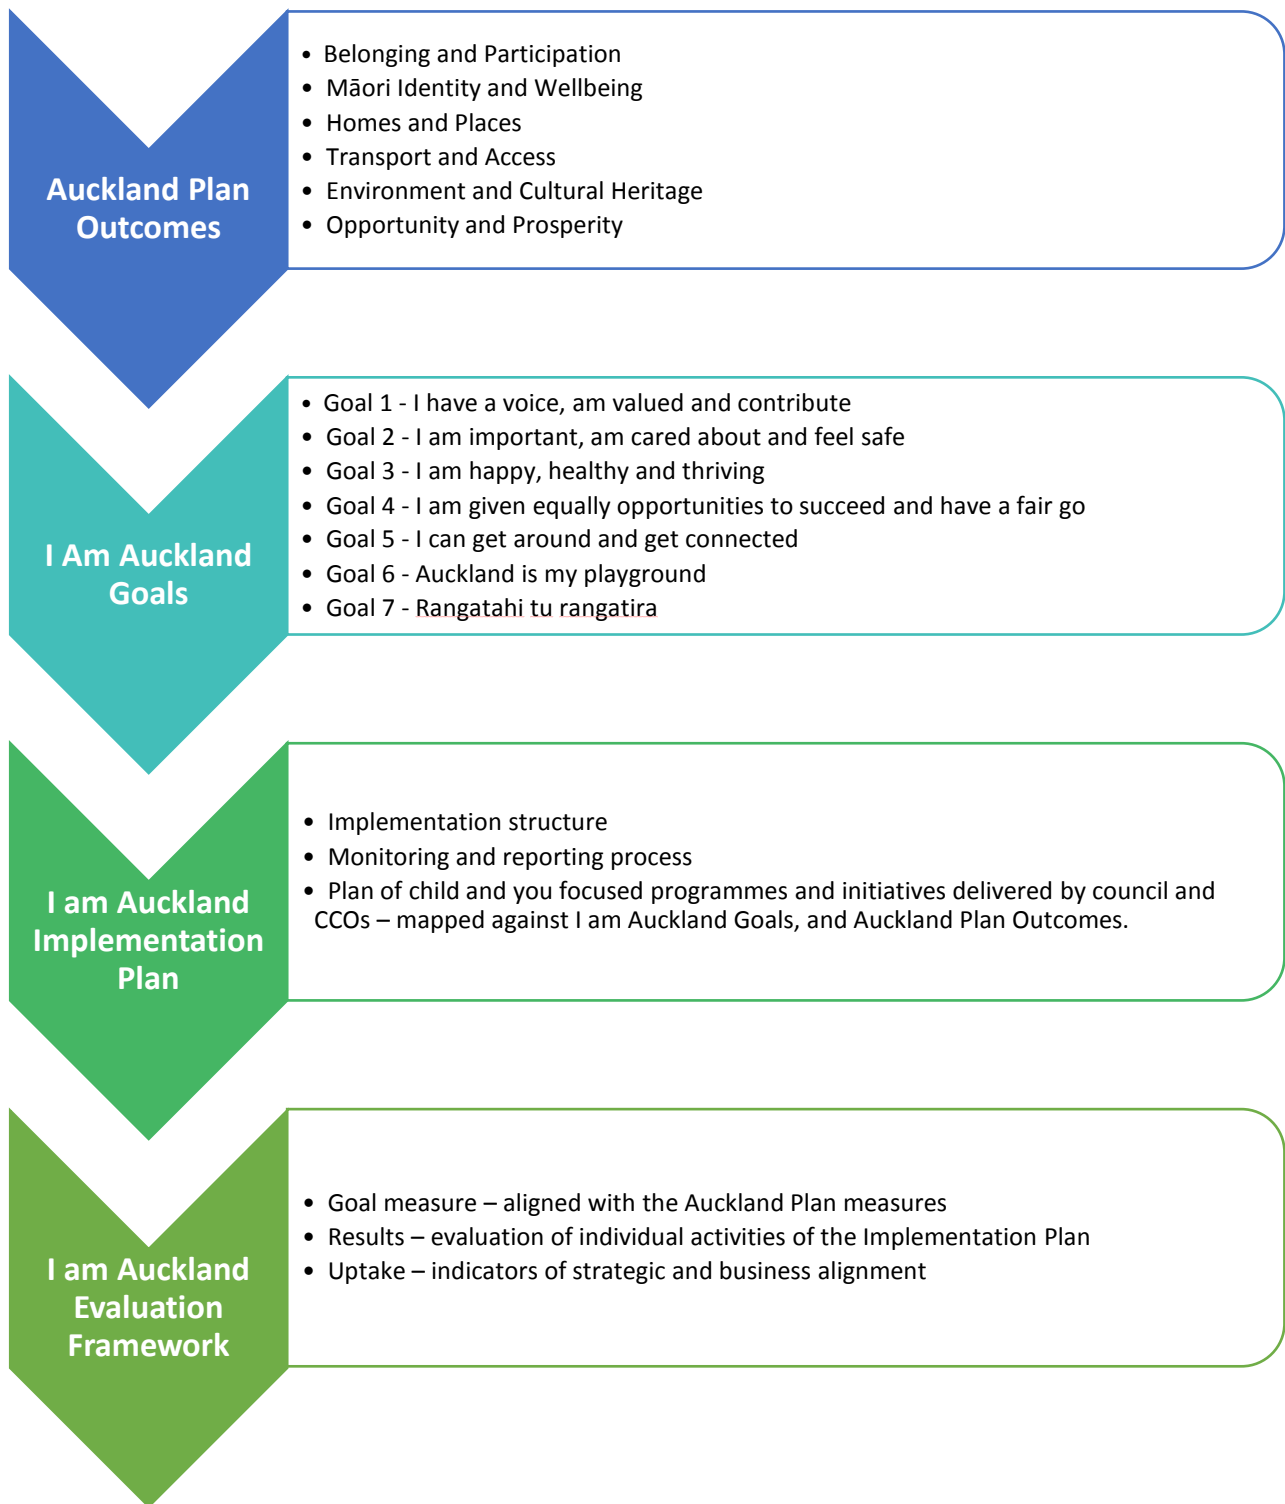 Auckland Plan
Outcomes
• Belonging and Participation
• Māori Identity and Wellbeing
• Homes and Places
• Transport and Access
• Environment and Cultural Heritage
• Opportunity and Prosperity
I Am Auckland
Goals
• Goal 1 - I have a voice, am valued and contribute
• Goal 2 - I am important, am cared about and feel safe
• Goal 3 - I am happy, healthy and thriving
• Goal 4 - I am given equally opportunities to succeed and have a fair go
• Goal 5 - I can get around and get connected
• Goal 6 - Auckland is my playground
• Goal 7 - Rangatahi tu rangatira
I am Auckland
Implementation
Plan
• Implementation structure
• Monitoring and reporting process
• Plan of child and you focused programmes and initiatives delivered by council and
CCOs – mapped against I am Auckland Goals, and Auckland Plan Outcomes.
I am Auckland
Evaluation
Framework
• Goal measure – aligned with the Auckland Plan measures
• Results – evaluation of individual activities of the Implementation Plan
• Uptake – indicators of strategic and business alignment